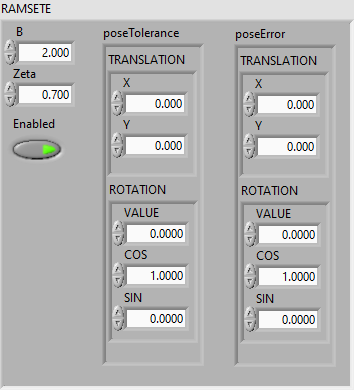 RAMSETE
B
2.000
Zeta
0.700
Enabled
poseTolerance
TRANSLATION
X
0.000
Y
0.000
ROTATION
VALUE
0.0000
COS
1.0000
SIN
0.0000
poseError
TRANSLATION
X
0.000
Y
0.000
ROTATION
VALUE
0.0000
COS
1.0000
SIN
0.0000